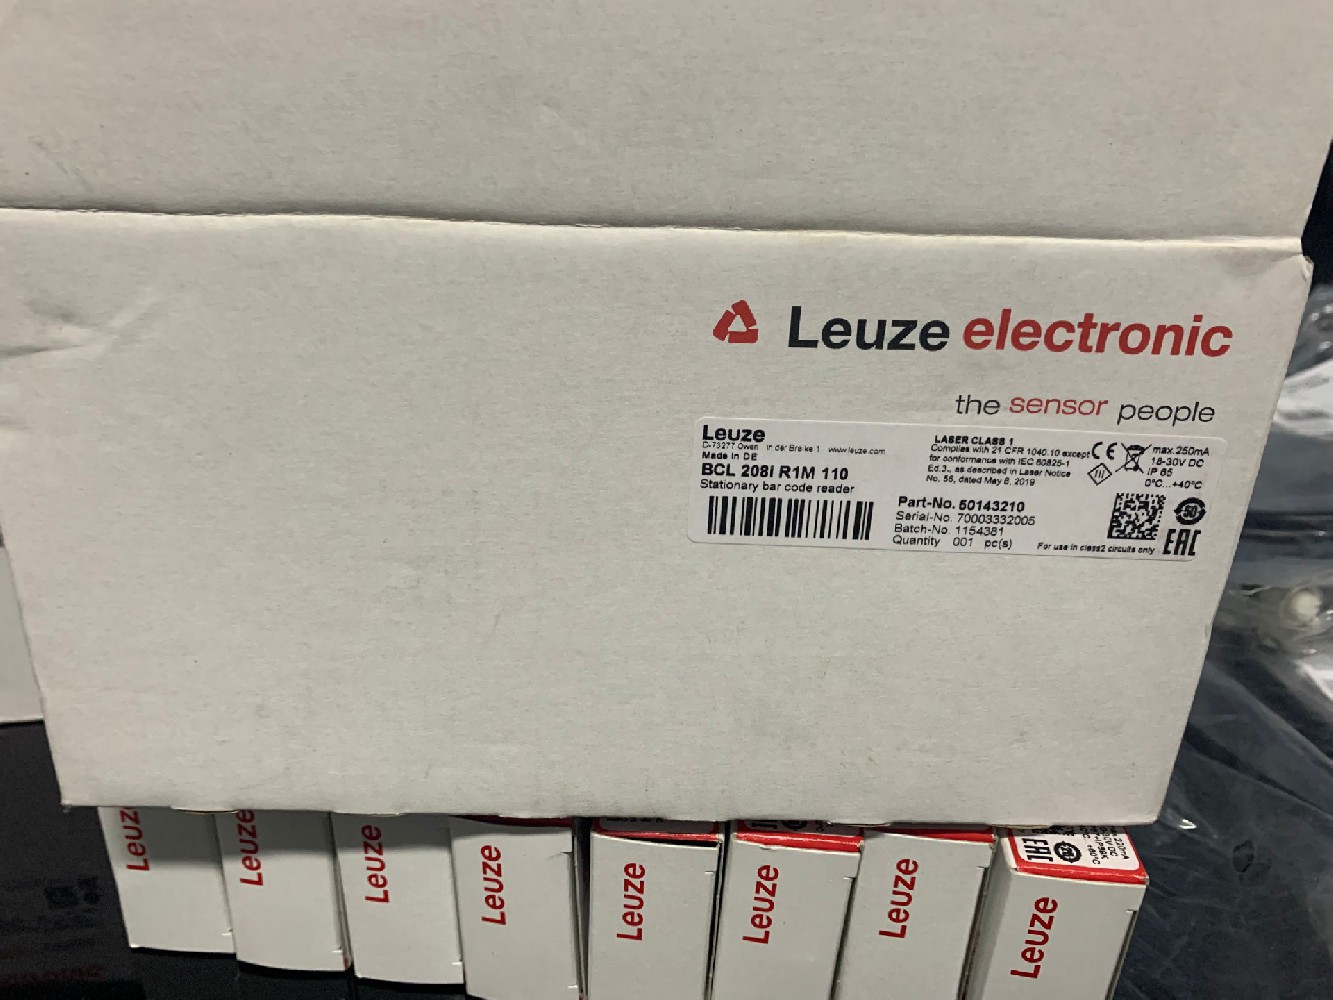 Leuze electronic
the sensor people
Leuze
D-73277 Owen In der Braike 1 www.leuze.com
Made in DE
BCL 208i R1M 110
Stationary bar code reader
LASER CLASS 1
Complies with 21 CFR 1040.10 except
for conformance with IEC 60825-1
Ed.3., as described in Laser Notice
No. 56, dated May 8, 2019
CE
max.250mA
18-30V DC
IP 65
0°C...+40°C
Part-No. 50143210
Serial-No. 70003332005
Batch-No. 1154381
Quantity 001 pc(s)
For use in class2 circuits only
50
EAC
Leuze
Leuze
Leuze
Leuze
Leuze
Leuze
Leuze
Leuze
EAC